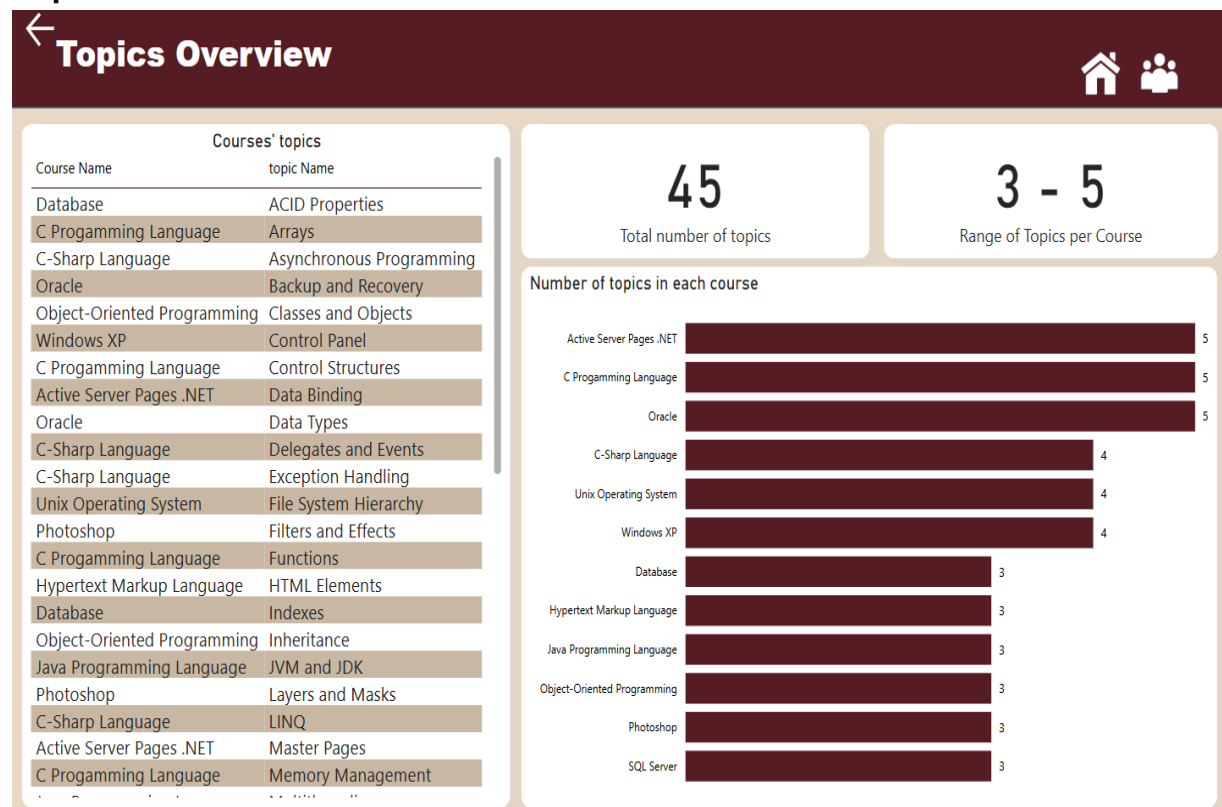 Topics Overview
Courses' topics
Course Name topic Name
Database ACID Properties
C Progamming Language Arrays
C-Sharp Language Asynchronous Programming
Oracle Backup and Recovery
Object-Oriented Programming Classes and Objects
Windows XP Control Panel
C Progamming Language Control Structures
Active Server Pages .NET Data Binding
Oracle Data Types
C-Sharp Language Delegates and Events
C-Sharp Language Exception Handling
Unix Operating System File System Hierarchy
Photoshop Filters and Effects
C Progamming Language Functions
Hypertext Markup Language HTML Elements
Database Indexes
Object-Oriented Programming Inheritance
Java Programming Language JVM and JDK
Photoshop Layers and Masks
C-Sharp Language LINQ
Active Server Pages .NET Master Pages
C Progamming Language Memory Management
45
Total number of topics
3 - 5
Range of Topics per Course
Number of topics in each course
Active Server Pages .NET 5
C Progamming Language 5
Oracle 5
C-Sharp Language 4
Unix Operating System 4
Windows XP 4
Database 3
Hypertext Markup Language 3
Java Programming Language 3
Object-Oriented Programming 3
Photoshop 3
SQL Server 3